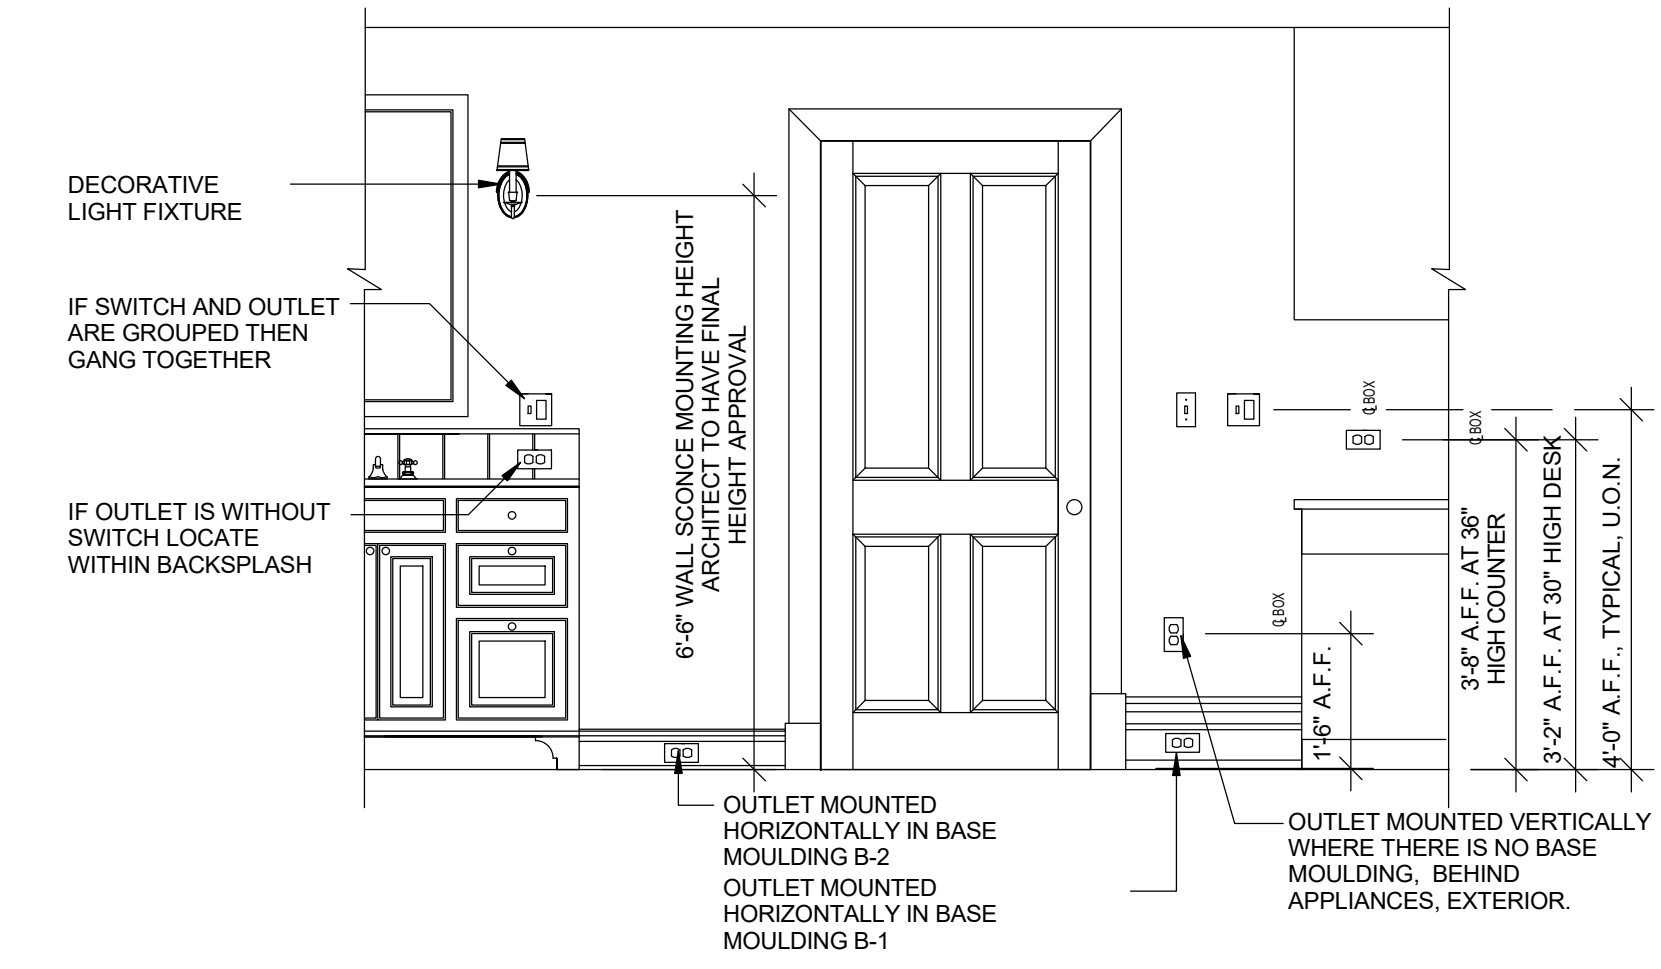 DECORATIVE
LIGHT FIXTURE
IF SWITCH AND OUTLET
ARE GROUPED THEN
GANG TOGETHER
IF OUTLET IS WITHOUT
SWITCH LOCATE
WITHIN BACKSPLASH
6'-6" WALL SCONCE MOUNTING HEIGHT
ARCHITECT TO HAVE FINAL
HEIGHT APPROVAL
℄ BOX
℄ BOX
℄ BOX
1'-6" A.F.F.
3'-8" A.F.F. AT 36"
HIGH COUNTER
3'-2" A.F.F. AT 30" HIGH DESK
4'-0" A.F.F., TYPICAL, U.O.N.
OUTLET MOUNTED
HORIZONTALLY IN BASE
MOULDING B-2
OUTLET MOUNTED
HORIZONTALLY IN BASE
MOULDING B-1
OUTLET MOUNTED VERTICALLY
WHERE THERE IS NO BASE
MOULDING, BEHIND
APPLIANCES, EXTERIOR.